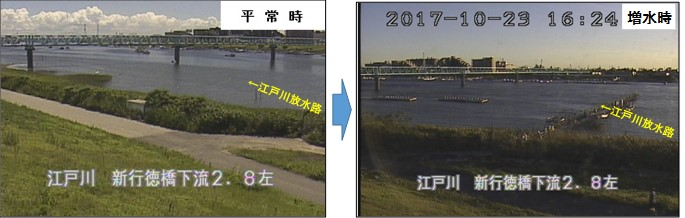 平常時
←江戸川放水路
江戸川 新行徳橋下流2.8左
2017-10-23 16:24
増水時
←江戸川放水路
江戸川 新行徳橋下流2.8左